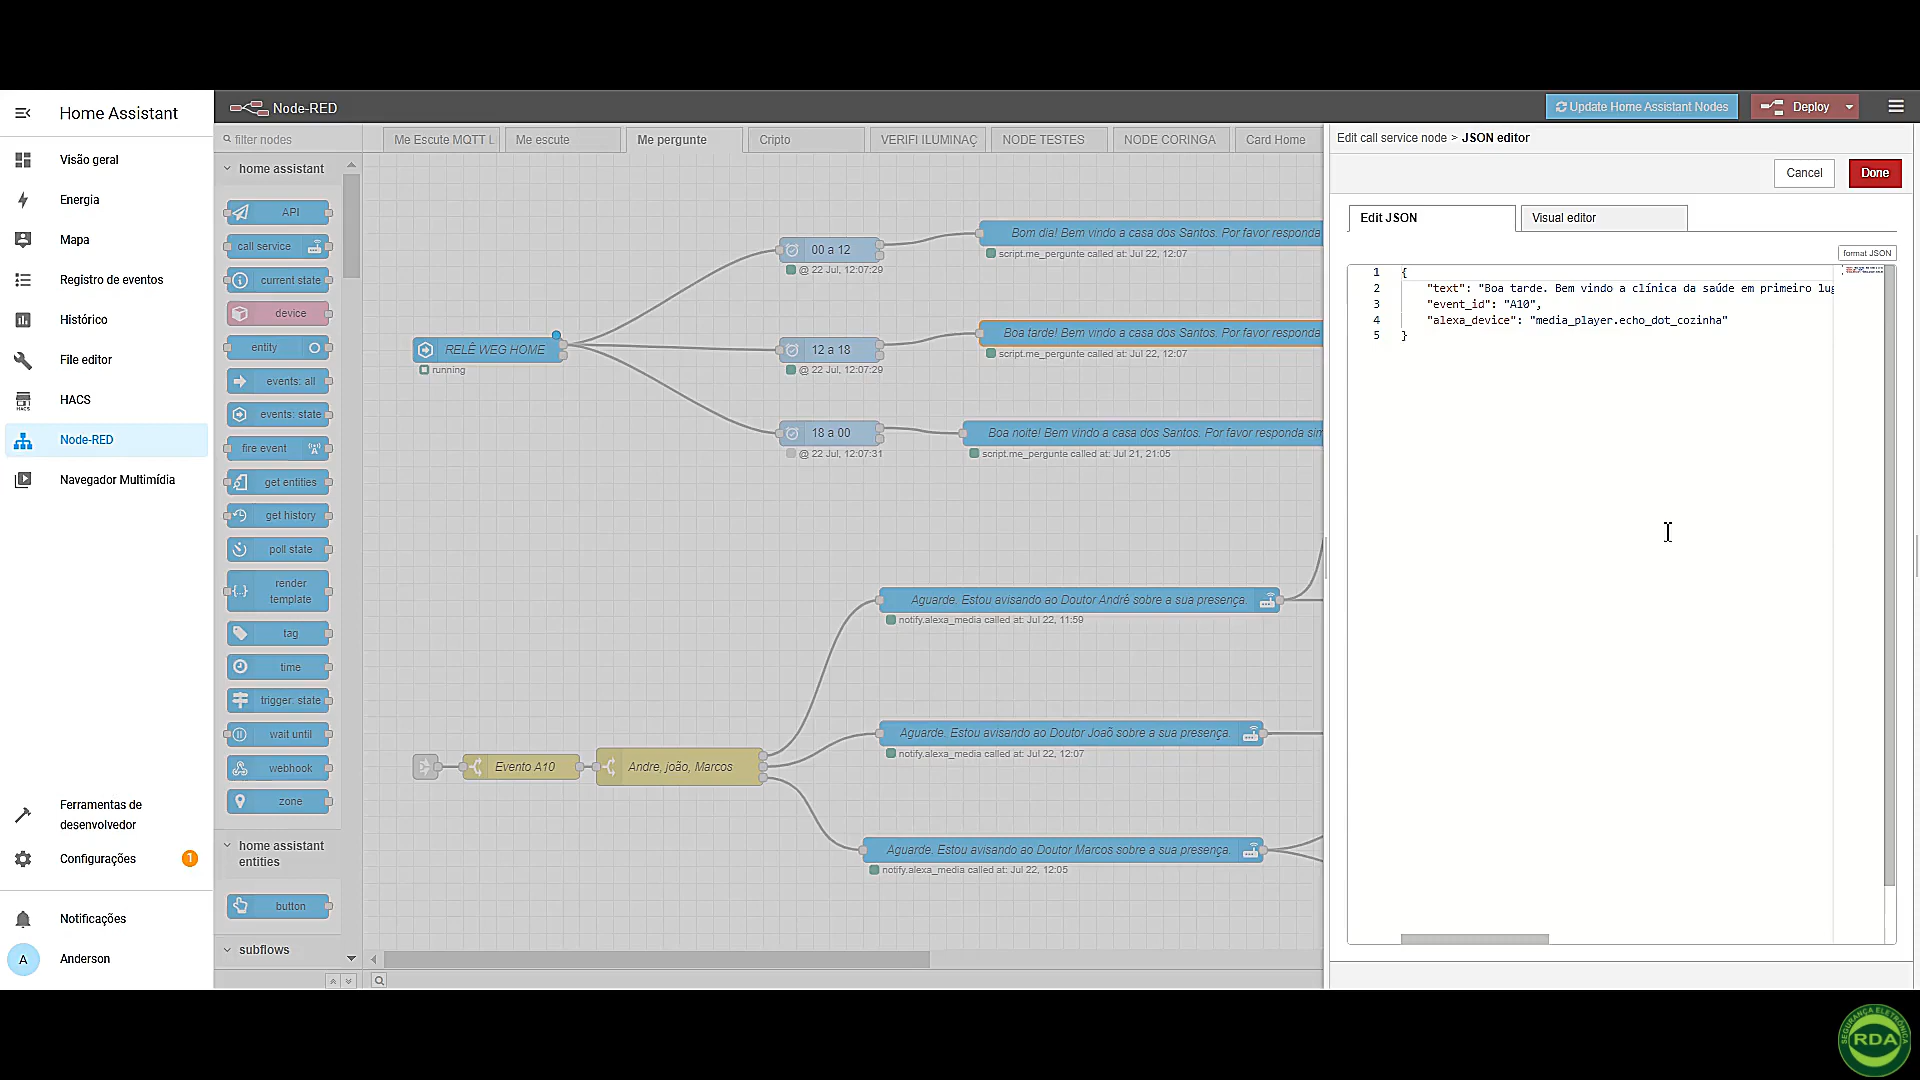 Home Assistant
Visão geral
Energia
Mapa
Registro de eventos
Histórico
File editor
HACS
HACS
Node-RED
Navegador Multimídia
Ferramentas de
desenvolvedor
Configurações
1
Notificações
A
Anderson
Node-RED
Update Home Assistant Nodes
Deploy
filter nodes
home assistant
API
call service
current state
device
entity
events: all
events: state
fire event
get entities
get history
poll state
render
template
tag
time
trigger: state
wait until
webhook
zone
home assistant
entities
button
subflows
Me Escute MQTT
Me escute
Me pergunte
Cripto
VERIFI ILUMINAÇ
NODE TESTES
NODE CORINGA
Card Home
RELÊ WEG HOME
running
00 a 12
@ 22 Jul, 12:07:29
Bom dia! Bem vindo a casa dos Santos. Por favor responda
script.me_pergunte called at: Jul 22, 12:07
12 a 18
@ 22 Jul, 12:07:29
Boa tarde! Bem vindo a casa dos Santos. Por favor responda
script.me_pergunte called at: Jul 22, 12:07
18 a 00
@ 22 Jul, 12:07:31
Boa noite! Bem vindo a casa dos Santos. Por favor responda sim
script.me_pergunte called at: Jul 21, 21:05
Aguarde. Estou avisando ao Doutor André sobre a sua presença.
notify.alexa_media called at: Jul 22, 11:59
Aguarde. Estou avisando ao Doutor Joaõ sobre a sua presença.
notify.alexa_media called at: Jul 22, 12:07
Evento A10
Andre, joão, Marcos
Aguarde. Estou avisando ao Doutor Marcos sobre a sua presença.
notify.alexa_media called at: Jul 22, 12:05
Edit call service node > JSON editor
Cancel
Done
Edit JSON
Visual editor
format JSON
1 {
2 "text": "Boa tarde. Bem vindo a clínica da saúde em primeiro lug
3 "event_id": "A10",
4 "alexa_device": "media_player.echo_dot_cozinha"
5 }
SEGURANÇA ELETRÔNICA
RDA